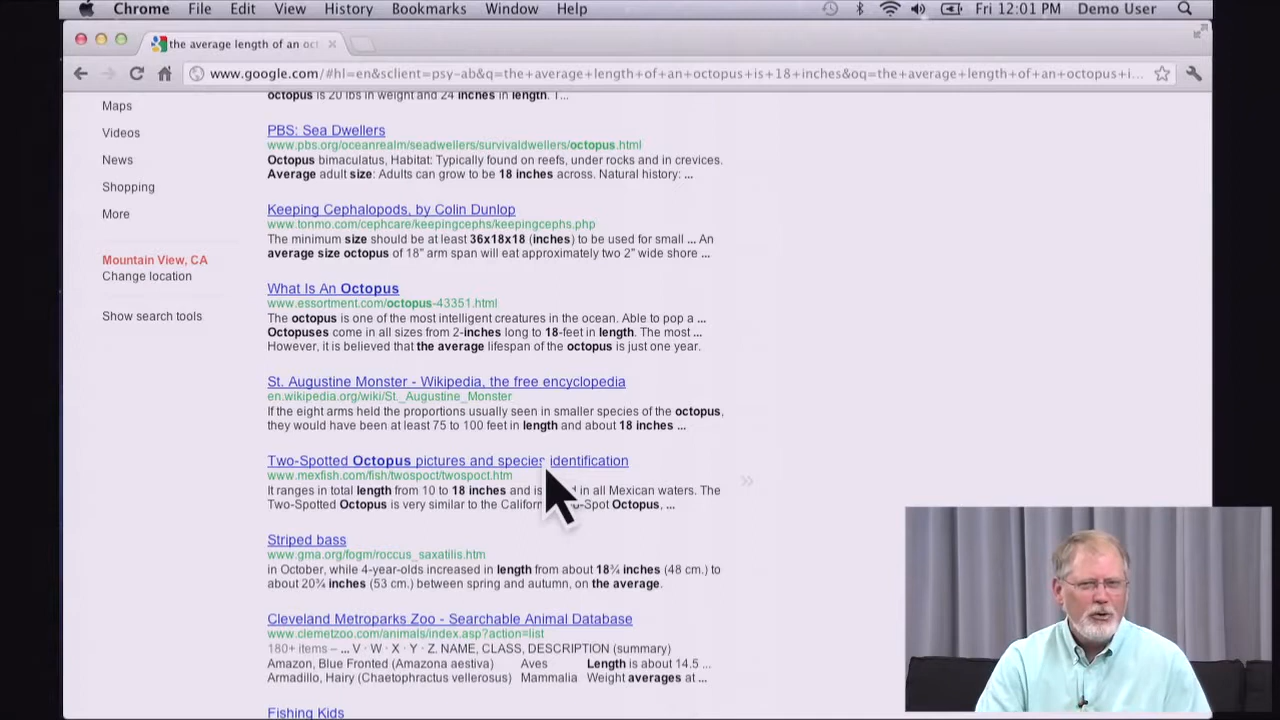 Chrome File Edit View History Bookmarks Window Help Fri 12:01 PM Demo User
the average length of an oct
www.google.com/#hl=en&sclient=psy-ab&q=the+average+length+of+an+octopus+is+18+inches&oq=the+average+length+of+an+octopus+i...
Maps
Videos
News
Shopping
More
Mountain View, CA
Change location
Show search tools
octopus is 20 lbs in weight and 24 inches in length. T...
PBS: Sea Dwellers
www.pbs.org/oceanrealm/seadwellers/survivaldwellers/octopus.html
Octopus bimaculatus, Habitat: Typically found on reefs, under rocks and in crevices.
Average adult size: Adults can grow to be 18 inches across. Natural history: ...
Keeping Cephalopods, by Colin Dunlop
www.tonmo.com/cephcare/keepingcephs/keepingcephs.php
The minimum size should be at least 36x18x18 (inches) to be used for small ... An
average size octopus of 18" arm span will eat approximately two 2" wide shore ...
What Is An Octopus
www.essortment.com/octopus-43351.html
The octopus is one of the most intelligent creatures in the ocean. Able to pop a ...
Octopuses come in all sizes from 2-inches long to 18-feet in length. The most ...
However, it is believed that the average lifespan of the octopus is just one year.
St. Augustine Monster - Wikipedia, the free encyclopedia
en.wikipedia.org/wiki/St._Augustine_Monster
If the eight arms held the proportions usually seen in smaller species of the octopus,
they would have been at least 75 to 100 feet in length and about 18 inches ...
Two-Spotted Octopus pictures and species identification
www.mexfish.com/fish/twospoct/twospoct.htm
It ranges in total length from 10 to 18 inches and is in all Mexican waters. The
Two-Spotted Octopus is very similar to the Octopus, ...
Striped bass
www.gma.org/fogm/roccus_saxatilis.htm
in October, while 4-year-olds increased in length from about 18¾ inches (48 cm.) to
about 20¾ inches (53 cm.) between spring and autumn, on the average.
Cleveland Metroparks Zoo - Searchable Animal Database
www.clemetzoo.com/animals/index.asp?action=list
180+ items – ... V · W · X · Y · Z. NAME, CLASS, DESCRIPTION (summary)
Amazon, Blue Fronted (Amazona aestiva) Aves Length is about 14.5 ...
Armadillo, Hairy (Chaetophractus vellerosus) Mammalia Weight averages at ...
Fishing Kids